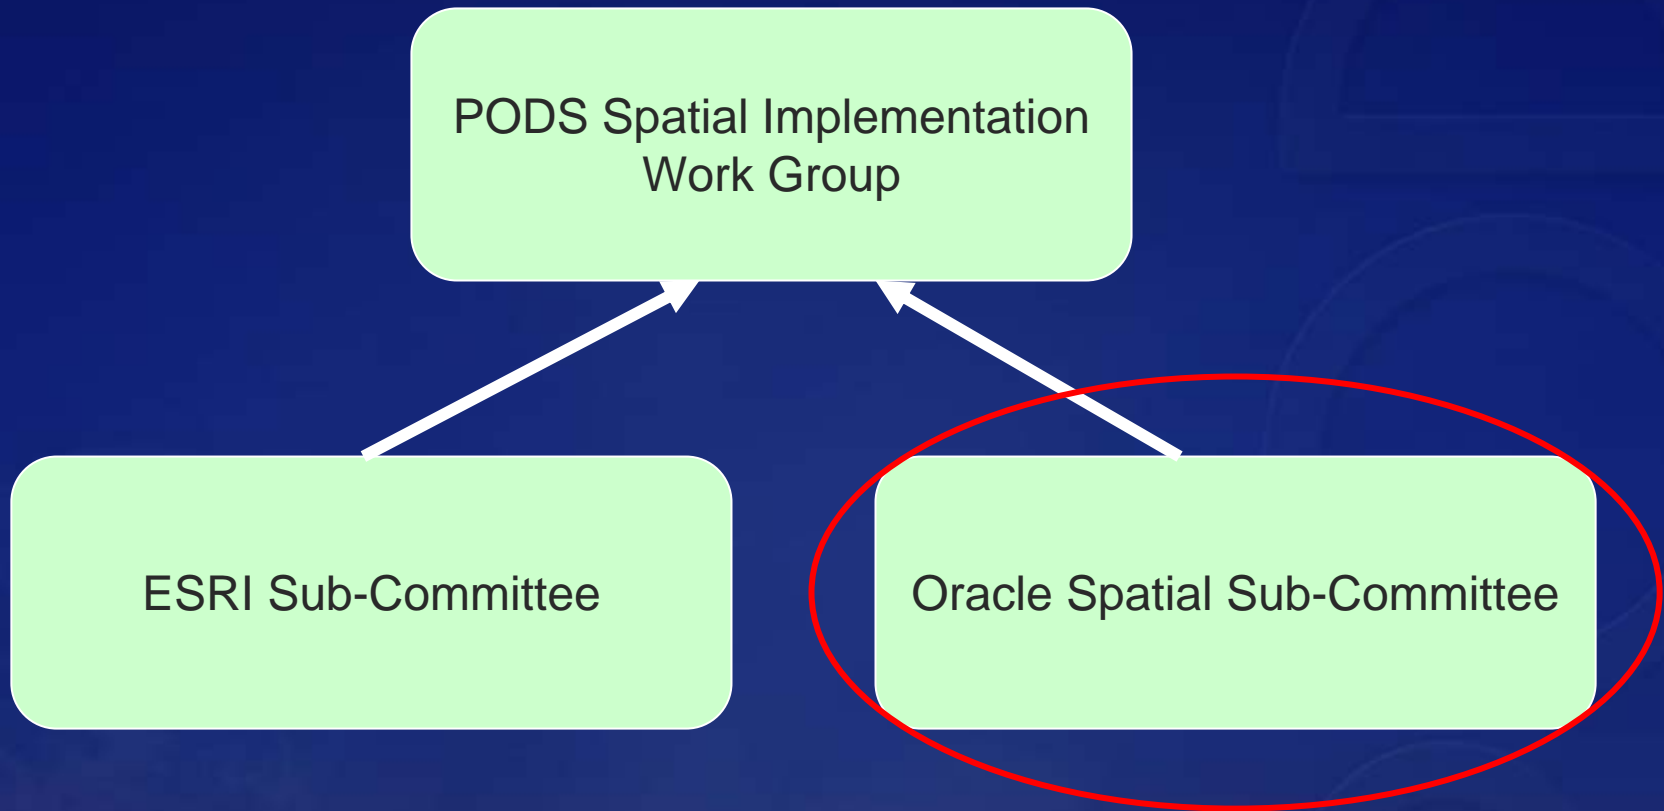 PODS Spatial Implementation
Work Group
ESRI Sub-Committee
Oracle Spatial Sub-Committee